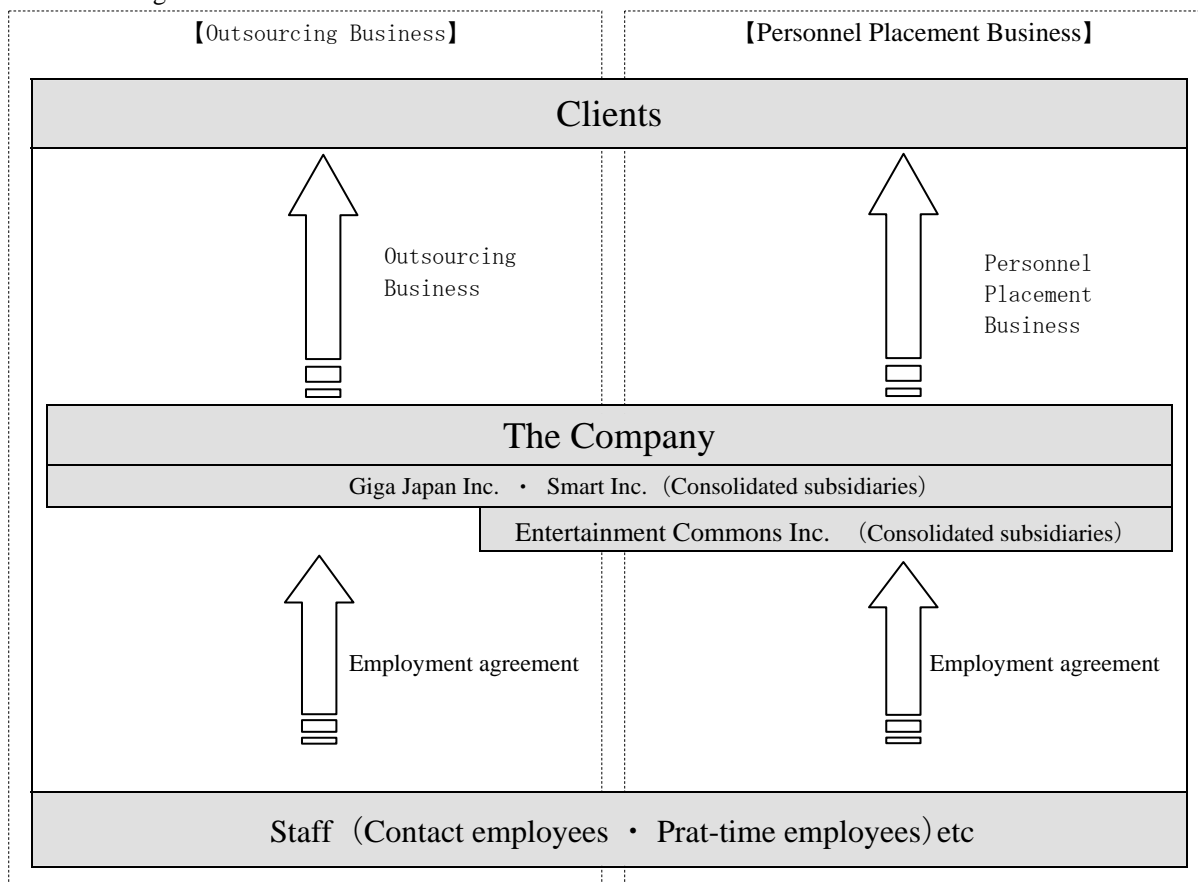 【Outsourcing Business】
【Personnel Placement Business】
Clients
Outsourcing
Business
Personnel
Placement
Business
The Company
Giga Japan Inc. ・ Smart Inc.（Consolidated subsidiaries）
Entertainment Commons Inc. （Consolidated subsidiaries）
Employment agreement
Employment agreement
Staff（Contact employees ・ Prat-time employees）etc